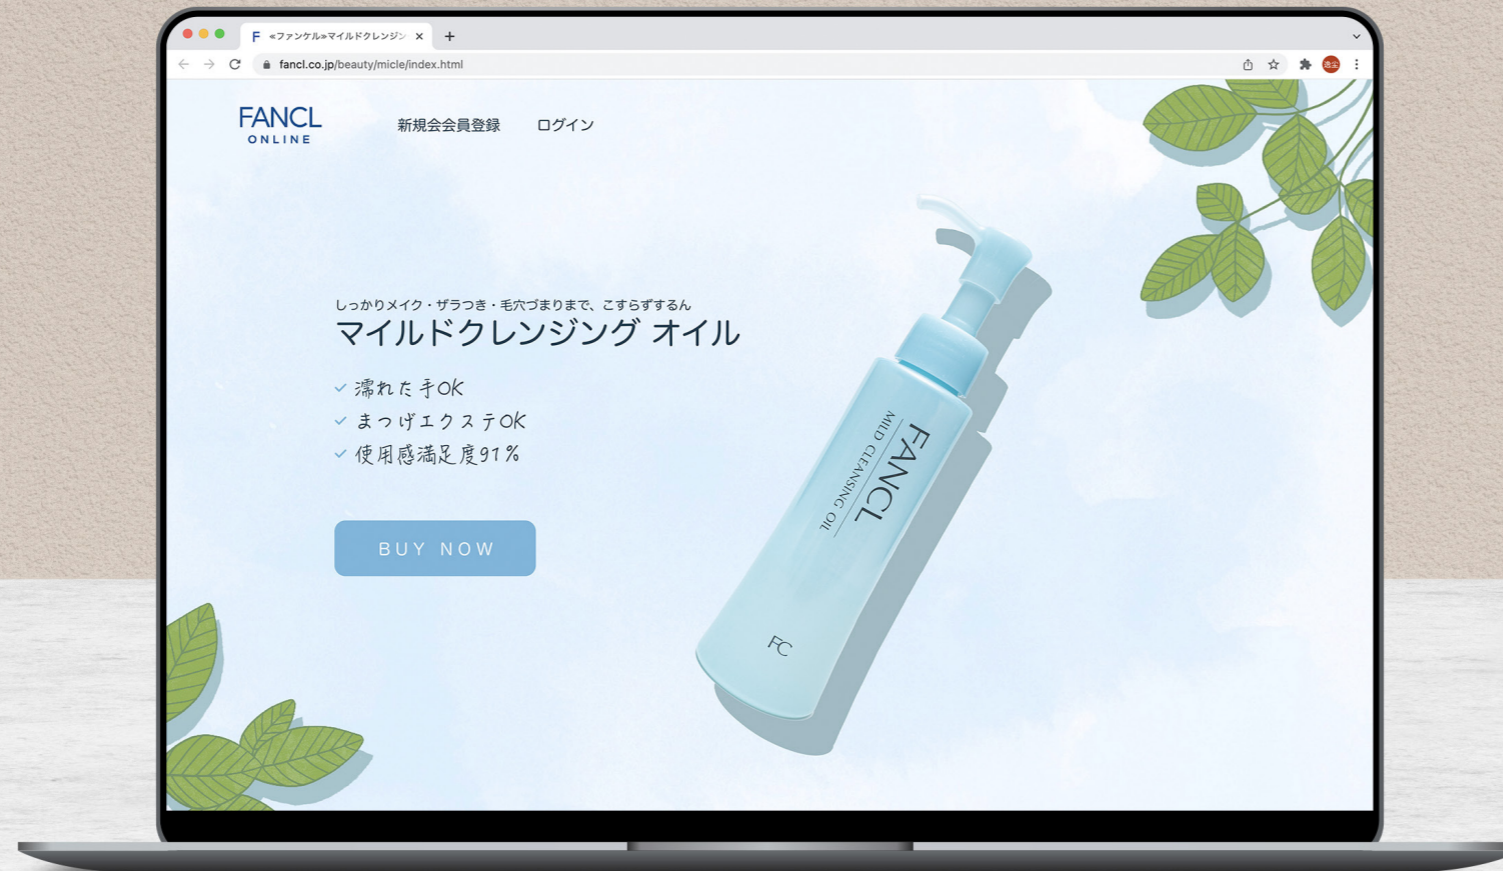 F ≪ファンケル≫マイルドクレンジン
fancl.co.jp/beauty/micle/index.html
FANCL
ONLINE
新規会会員登録 ログイン
しっかりメイク・ザラつき・毛穴づまりまで、こすらずするん
マイルドクレンジング オイル
濡れた手OK
まつげエクステOK
使用感満足度91%
BUY NOW
FANCL
MILD CLEANSING OIL
FC